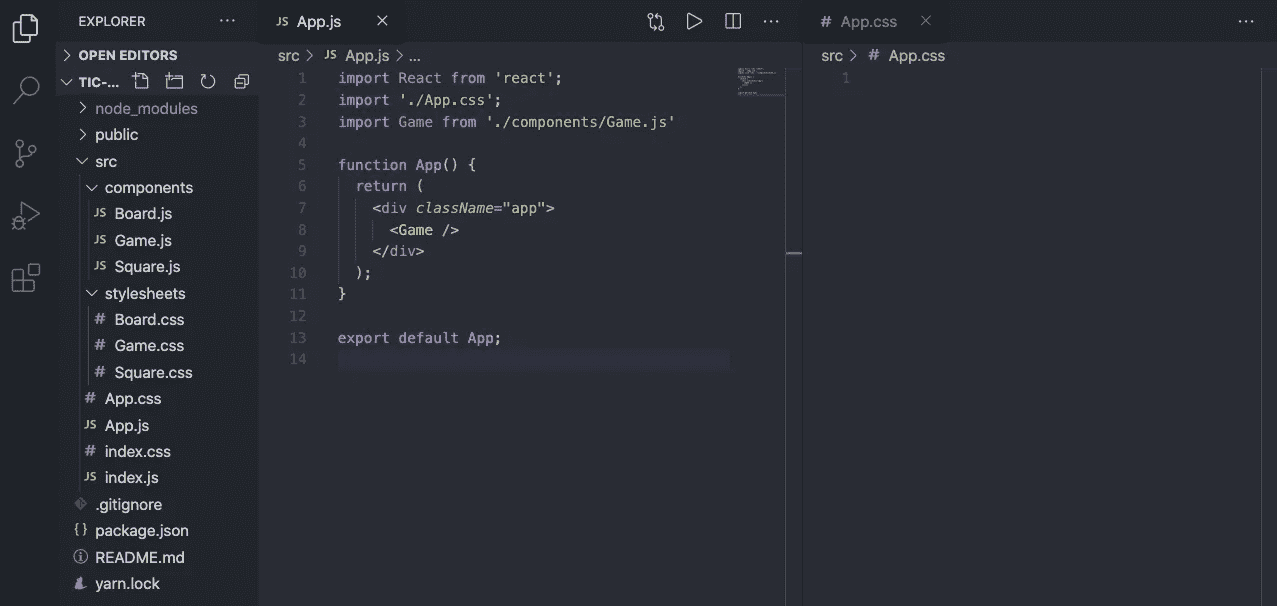 EXPLORER ...
OPEN EDITORS
TIC-...
node_modules
public
src
components
JS Board.js
JS Game.js
JS Square.js
stylesheets
# Board.css
# Game.css
# Square.css
# App.css
JS App.js
# index.css
JS index.js
.gitignore
{} package.json
README.md
yarn.lock
JS App.js
src > JS App.js > ...
1 import React from 'react';
2 import './App.css';
3 import Game from './components/Game.js'
4
5 function App() {
6 return (
7 <div className="app">
8 <Game />
9 </div>
10 );
11 }
12
13 export default App;
14
# App.css
src > # App.css
1